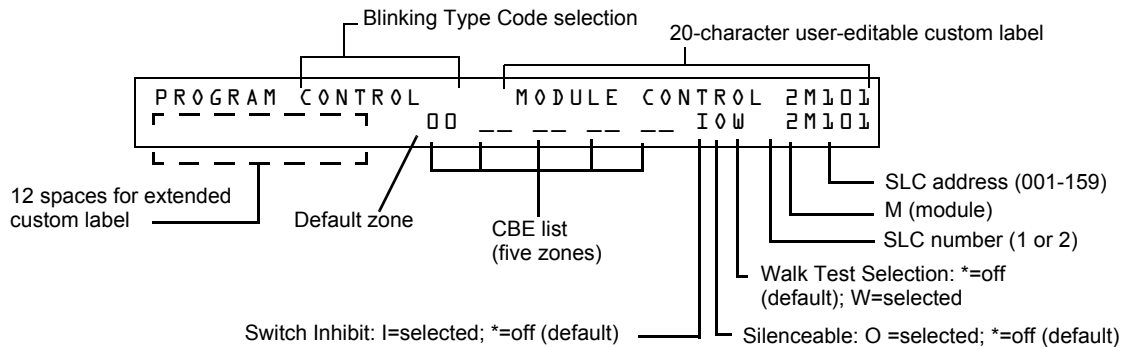 Blinking Type Code selection
20-character user-editable custom label
PROGRAM CONTROL MODULE CONTROL 2M101
00 __ __ __ __ IOW 2M101
12 spaces for extended
custom label
Default zone
CBE list
(five zones)
SLC address (001-159)
M (module)
SLC number (1 or 2)
Walk Test Selection: *=off
(default); W=selected
Switch Inhibit: I=selected; *=off (default)
Silenceable: O =selected; *=off (default)